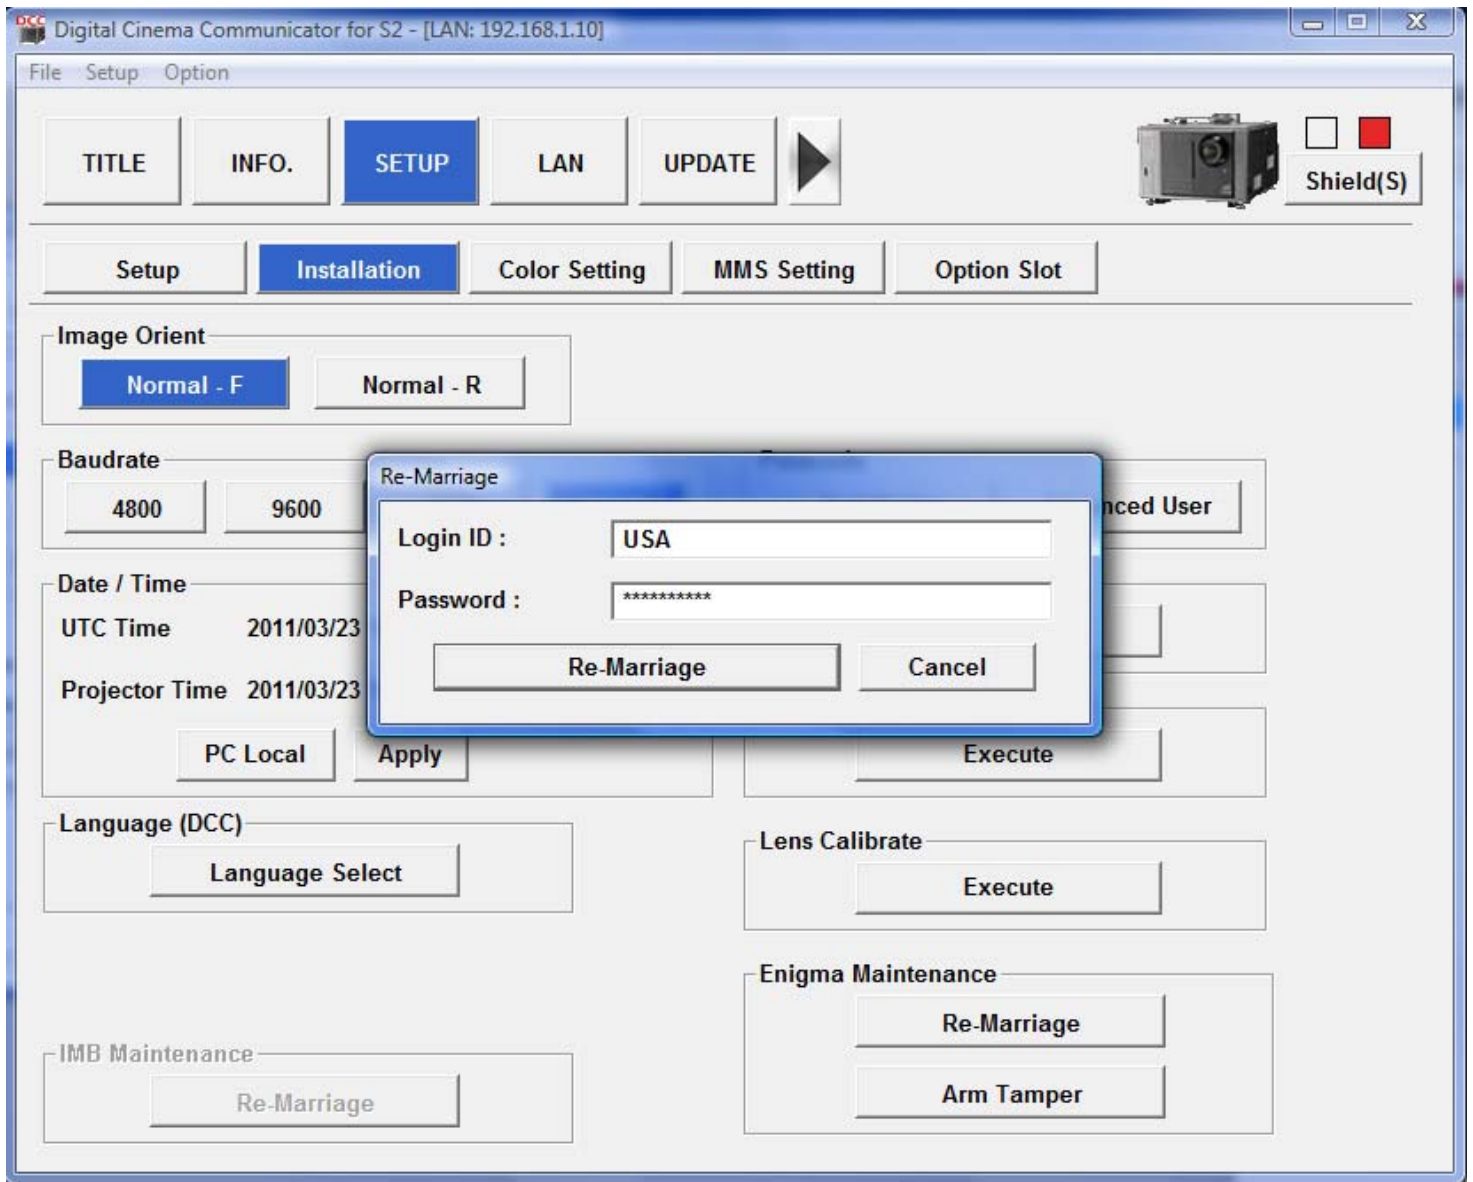 DCC
Digital Cinema Communicator for S2 - [LAN: 192.168.1.10]
File Setup Option
TITLE INFO. SETUP LAN UPDATE
Shield(S)
Setup Installation Color Setting MMS Setting Option Slot
Image Orient
Normal - F Normal - R
Baudrate
4800 9600
nced User
Re-Marriage
Login ID : USA
Password : **********
Re-Marriage Cancel
Date / Time
UTC Time 2011/03/23
Projector Time 2011/03/23
PC Local Apply
Execute
Language (DCC)
Language Select
Lens Calibrate
Execute
Enigma Maintenance
Re-Marriage
Arm Tamper
IMB Maintenance
Re-Marriage